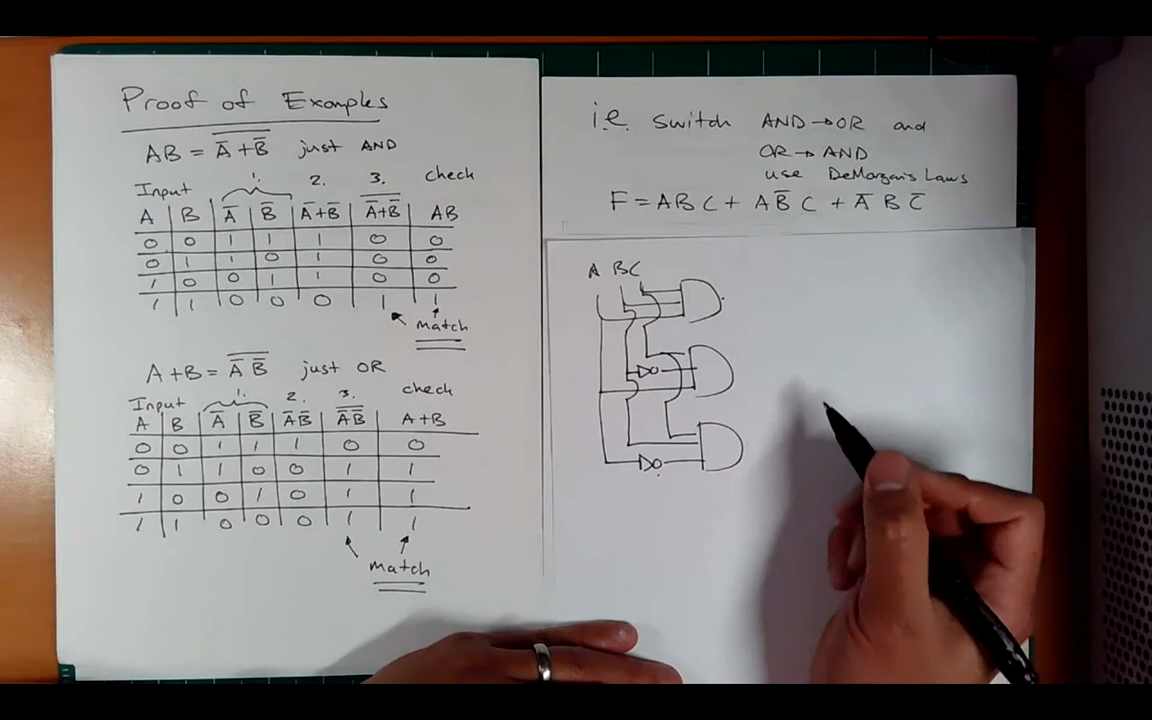 Proof of Examples
AB = \overline{A̅ + B̅} just AND
Input 1. 2. 3. check
A B A̅ B̅ A̅+B̅ \overline{A̅+B̅} AB
0 0 1 1 1 0 0
0 1 1 0 1 0 0
1 0 0 1 1 0 0
1 1 0 0 0 1 1
match
A+B = \overline{A̅ B̅} just OR
Input 1. 2. 3. check
A B A̅ B̅ A̅B̅ \overline{A̅B̅} A+B
0 0 1 1 1 0 0
0 1 1 0 0 1 1
1 0 0 1 0 1 1
1 1 0 0 0 1 1
match
i.e. switch AND→OR and
OR→AND
use DeMorgan's Laws
F = ABC + AB̅C + A̅BC̅
A B C